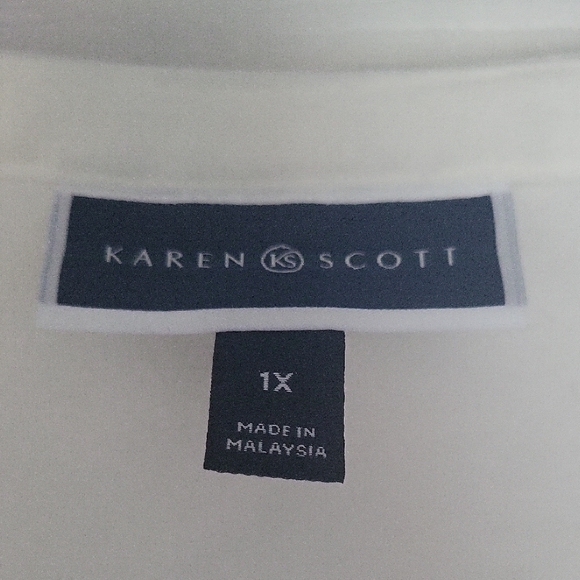 KAREN KS SCOTT
1X
MADE IN
MALAYSIA